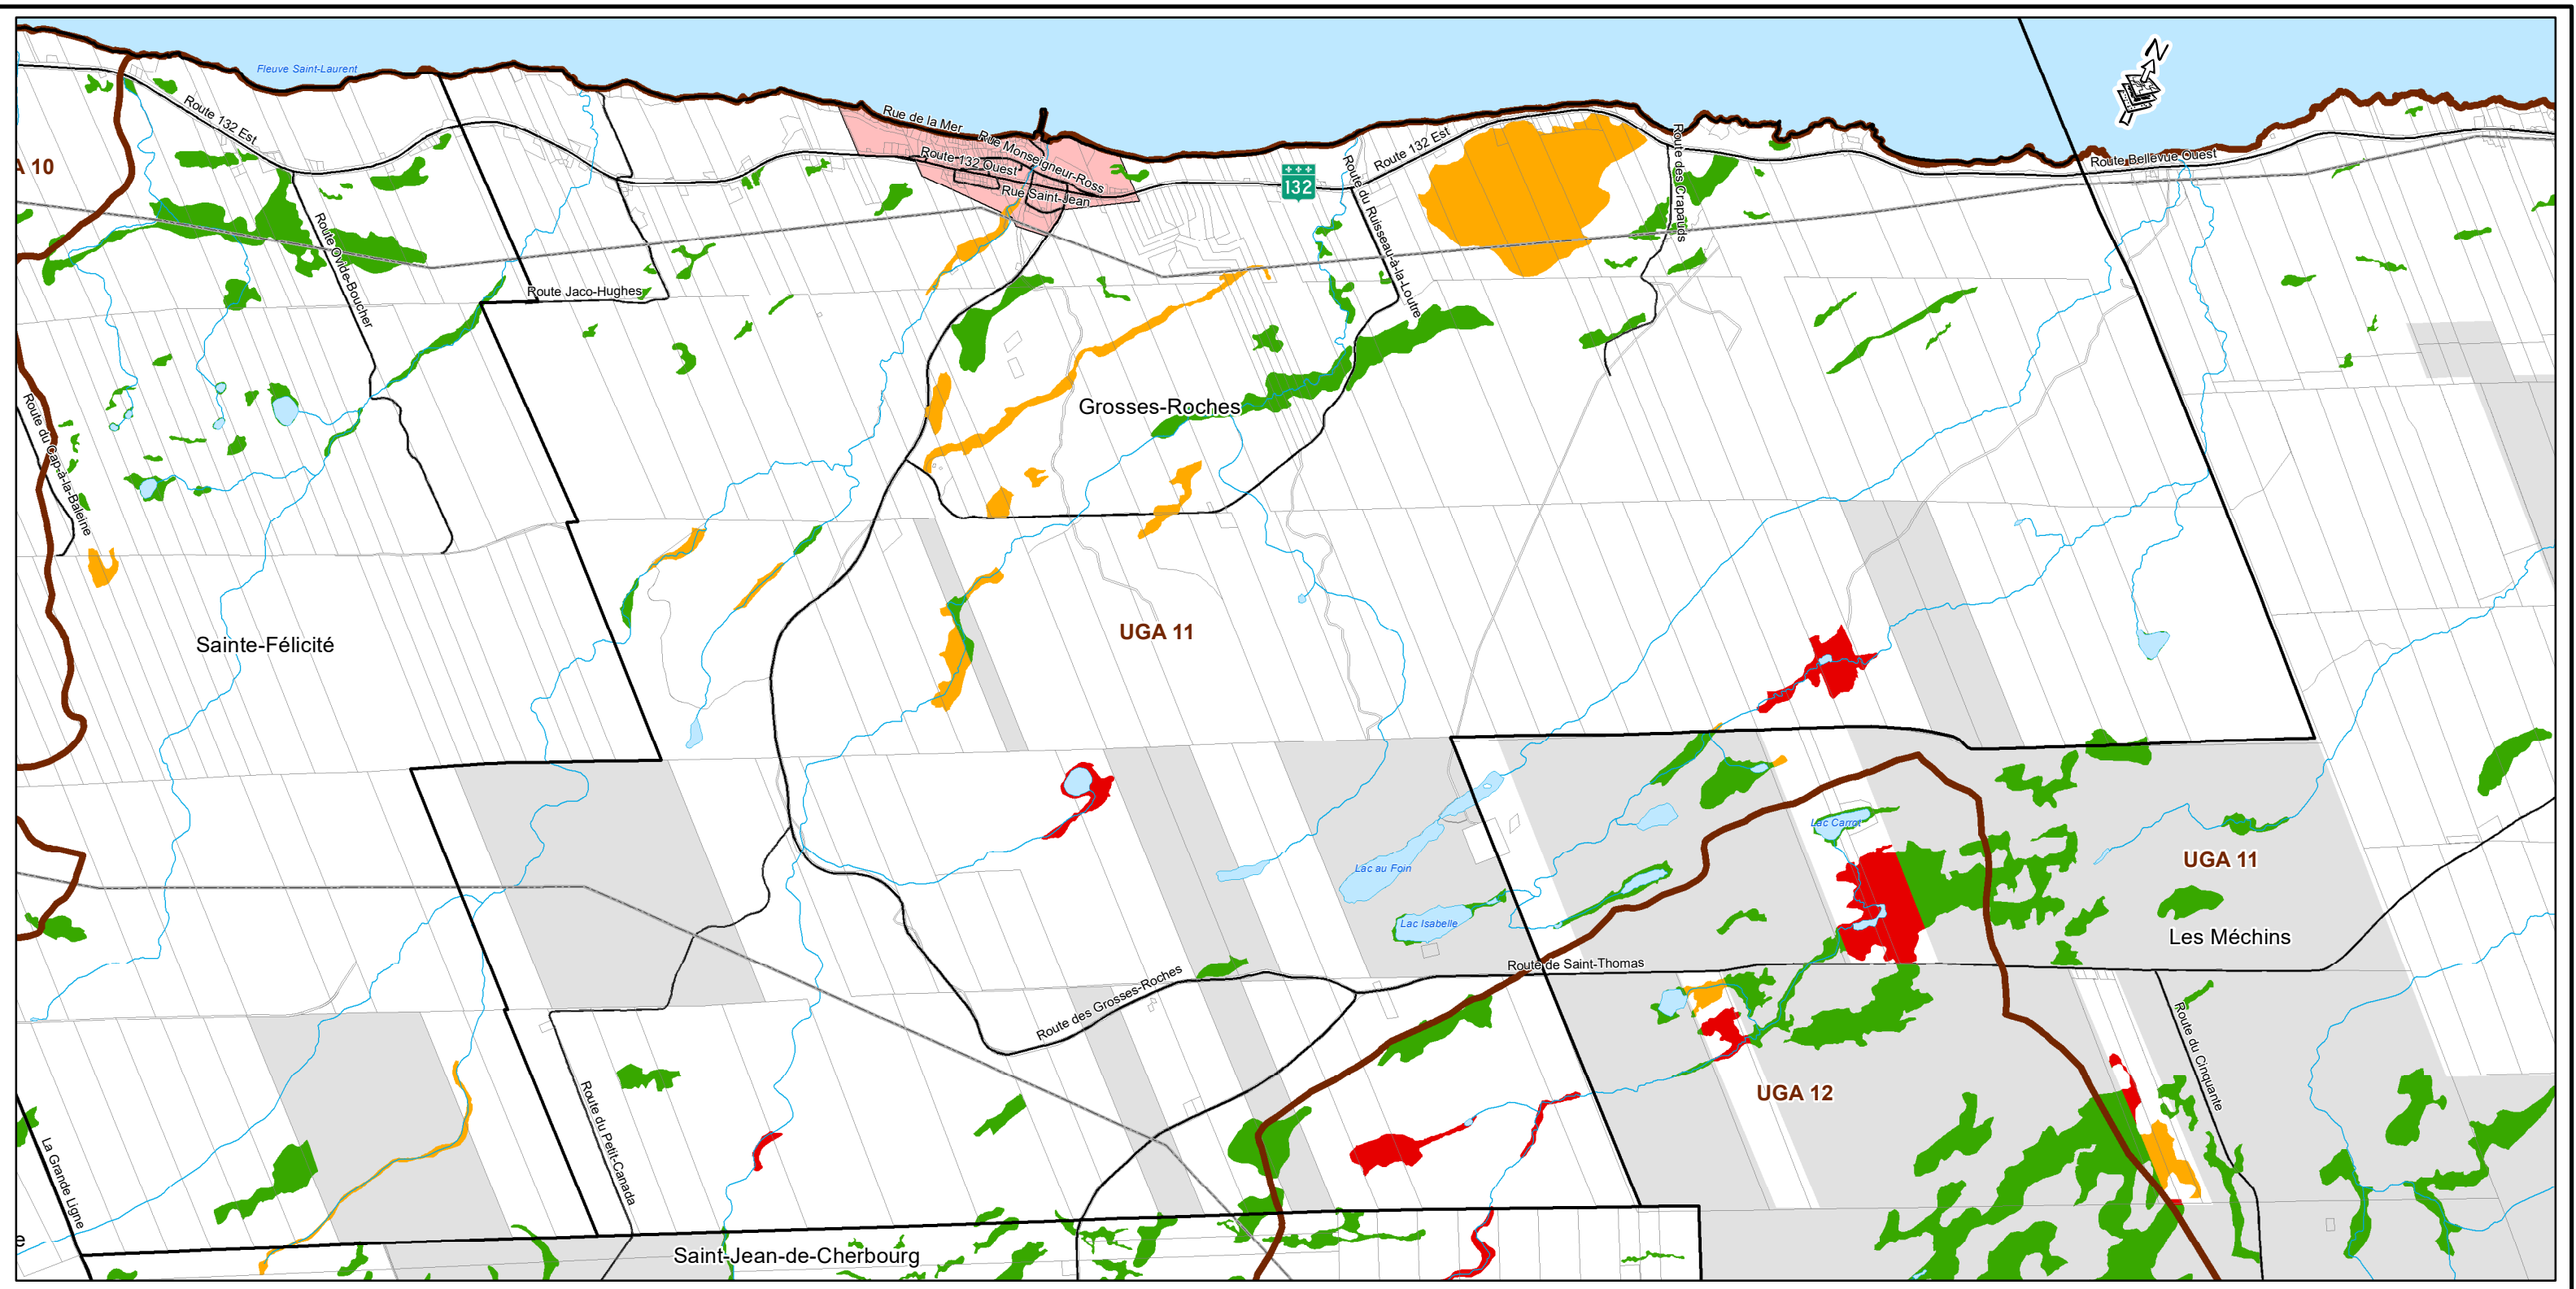 N
Fleuve Saint-Laurent
Route 132 Est
Rue de la Mer
Rue Monseigneur-Ross
Route 132 Ouest
Rue Saint-Jean
132
Route du Ruisseau-à-la-Loutre
Route 132 Est
Route des Crapauds
Route Bellevue Ouest
A 10
Route Ovide-Boucher
Route Jaco-Hughes
Route du Cap-à-la-Baleine
Grosses-Roches
Sainte-Félicité
UGA 11
Lac Carrot
Lac au Foin
UGA 11
Lac Isabelle
Les Méchins
Route de Saint-Thomas
Route des Grosses-Roches
Route du Cinquante
UGA 12
Route du Petit-Canada
La Grande Ligne
e
Saint-Jean-de-Cherbourg